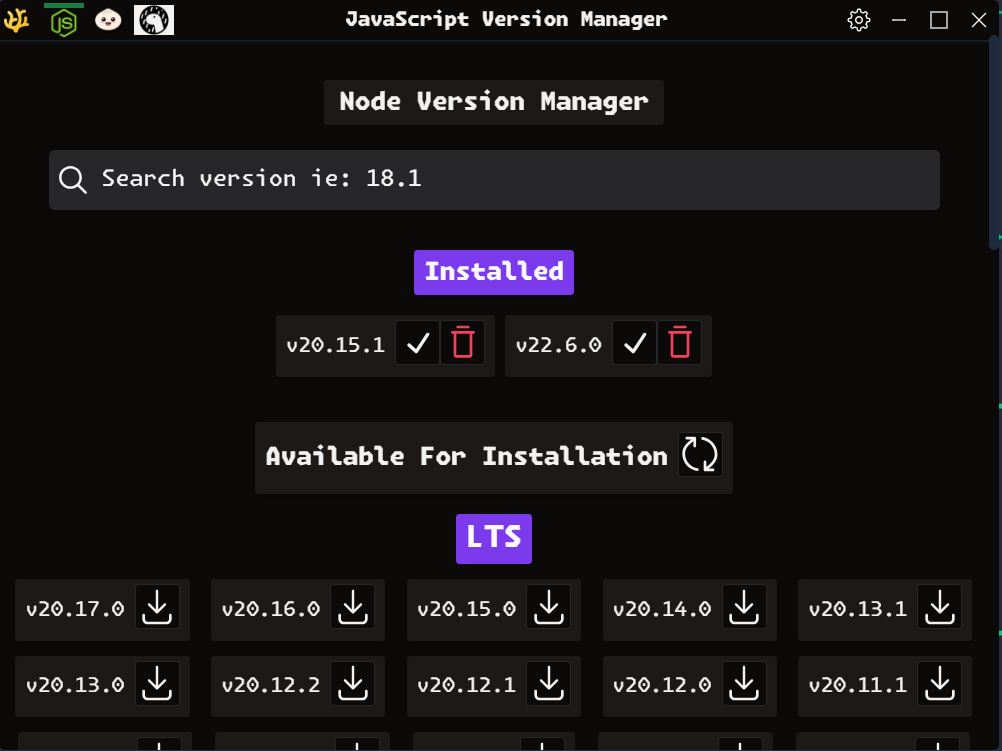 JS
JavaScript Version Manager
Node Version Manager
Search version ie: 18.1
Installed
v20.15.1 v22.6.0
Available For Installation
LTS
v20.17.0 v20.16.0 v20.15.0 v20.14.0 v20.13.1
v20.13.0 v20.12.2 v20.12.1 v20.12.0 v20.11.1